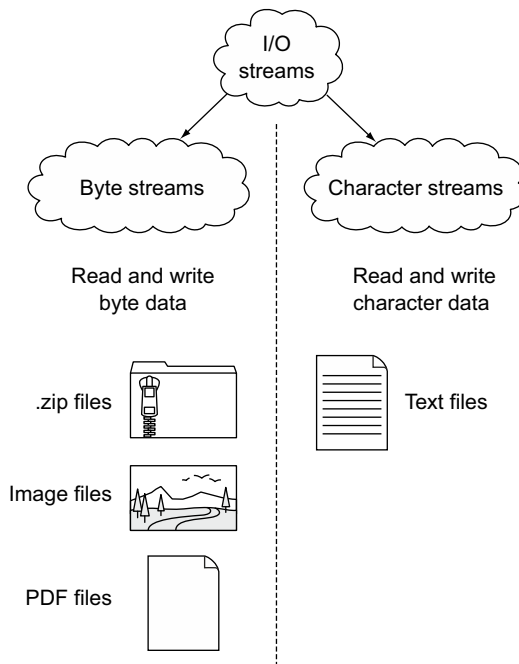 I/O
streams
Byte streams
Character streams
Read and write
byte data
Read and write
character data
.zip files
Text files
Image files
PDF files